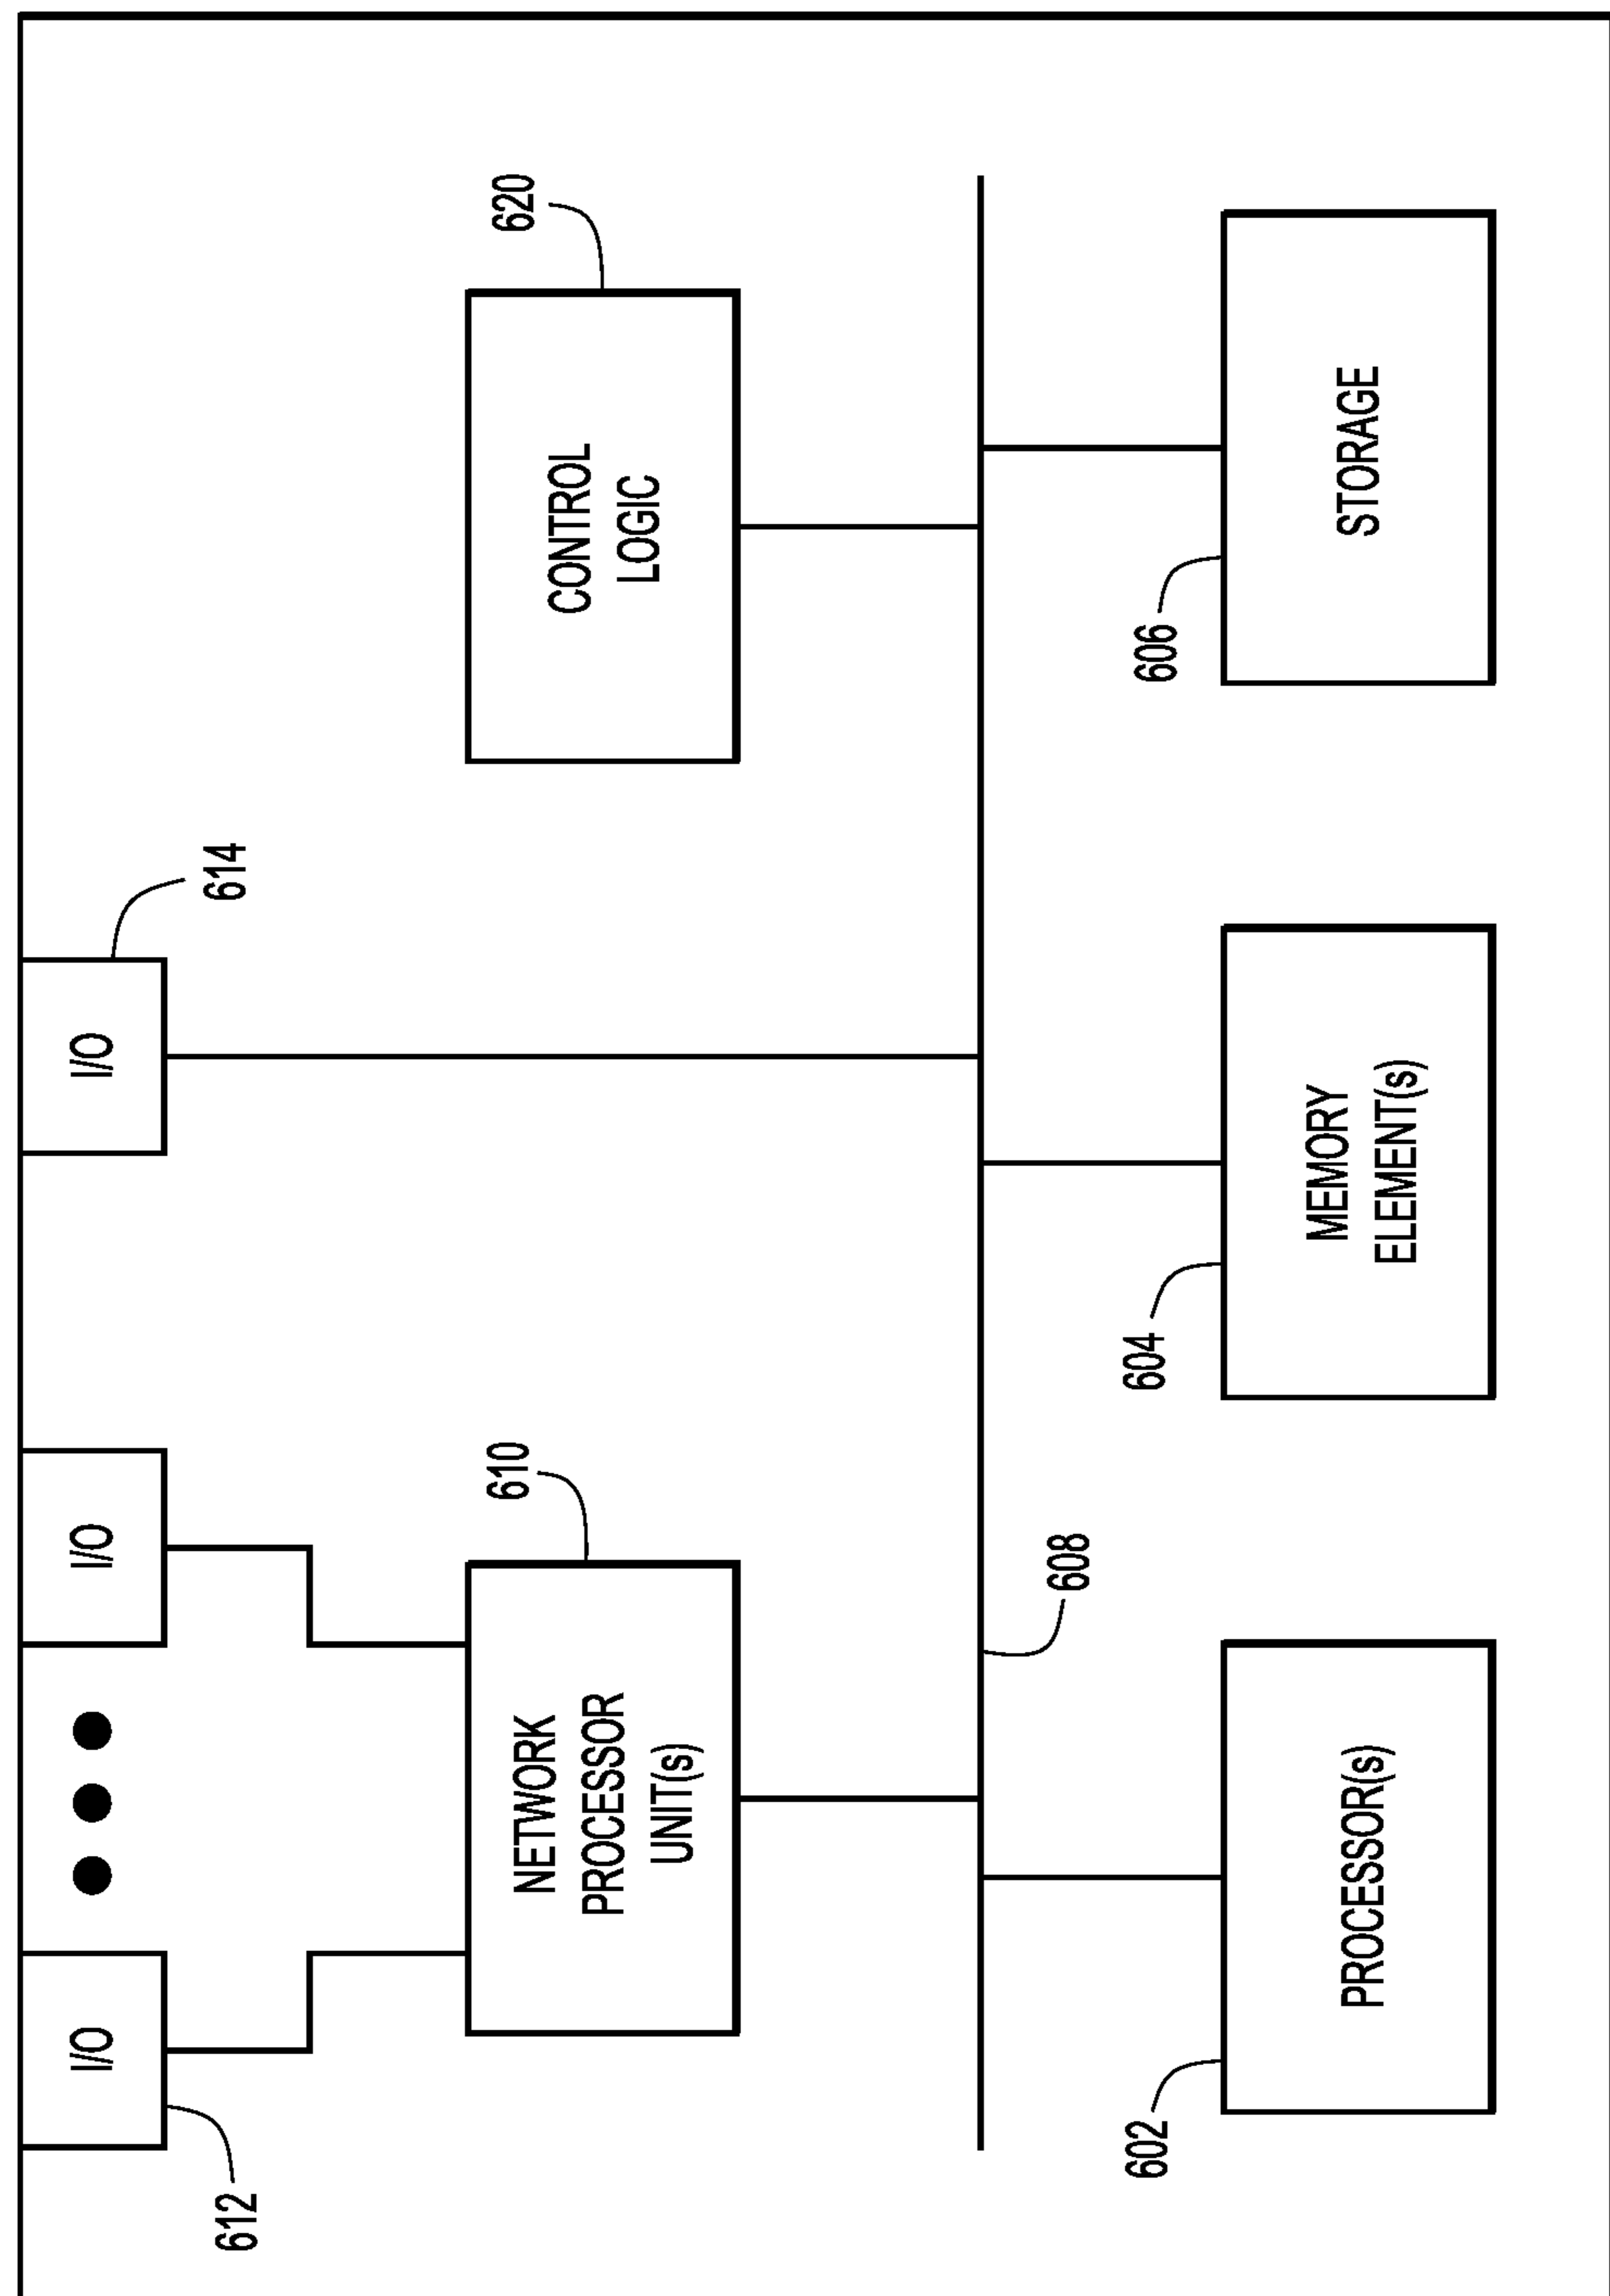 612
I/O
I/O
I/O
614
610
NETWORK
PROCESSOR
UNIT(s)
620
CONTROL
LOGIC
608
602
PROCESSOR(s)
604
MEMORY
ELEMENT(s)
606
STORAGE